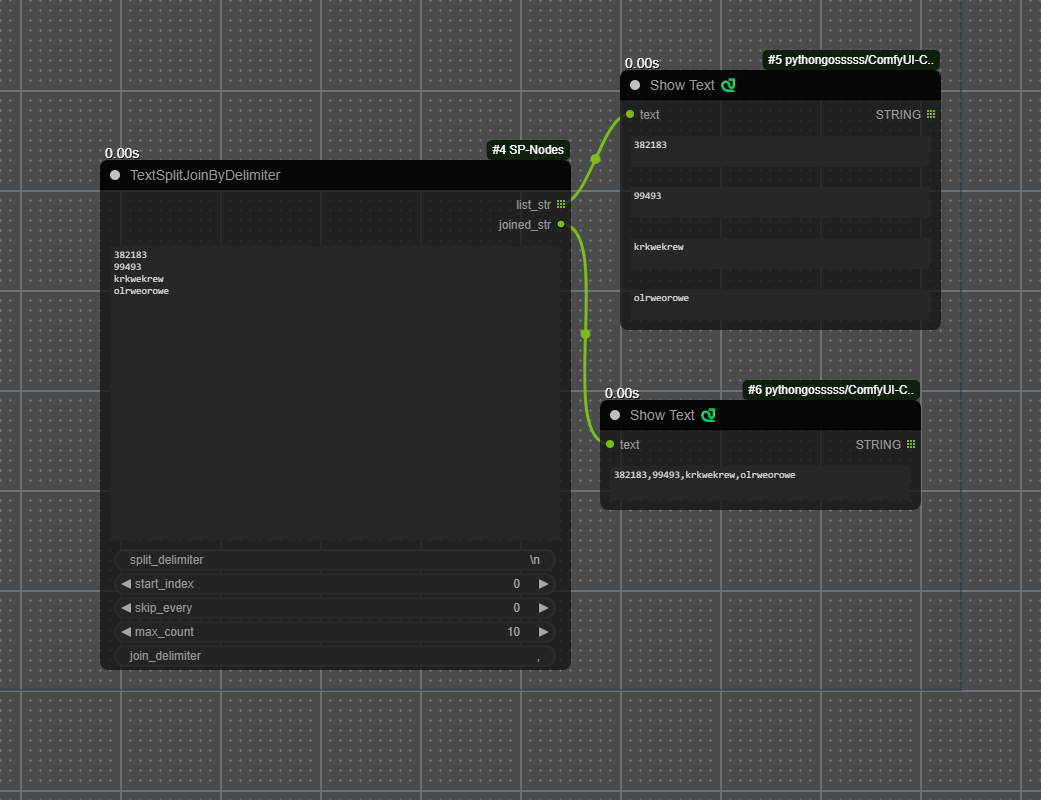 #5 pythongosssss/ComfyUI-C..
0.00s
Show Text
text STRING
382183
99493
krkwekrew
olrweorowe
#4 SP-Nodes
0.00s
TextSplitJoinByDelimiter
list_str
joined_str
382183
99493
krkwekrew
olrweorowe
split_delimiter \n
start_index 0
skip_every 0
max_count 10
join_delimiter ,
#6 pythongosssss/ComfyUI-C..
0.00s
Show Text
text STRING
382183,99493,krkwekrew,olrweorowe